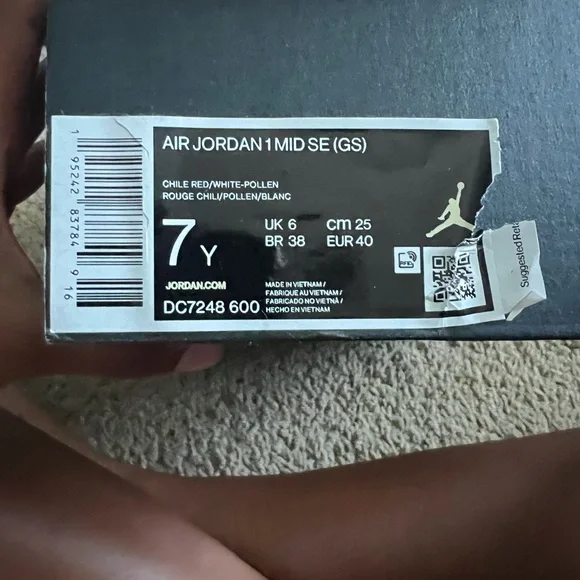 AIR JORDAN 1 MID SE (GS)
CHILE RED/WHITE-POLLEN
ROUGE CHILI/POLLEN/BLANC
7 Y
UK 6 cm 25
BR 38 EUR 40
JORDAN.COM
DC7248 600
MADE IN VIETNAM /
FABRIQUE AU VIETNAM /
FABRICADO NO VIETNÃ /
HECHO EN VIETNAM
1 95242 83784 9 16
Suggested Ret